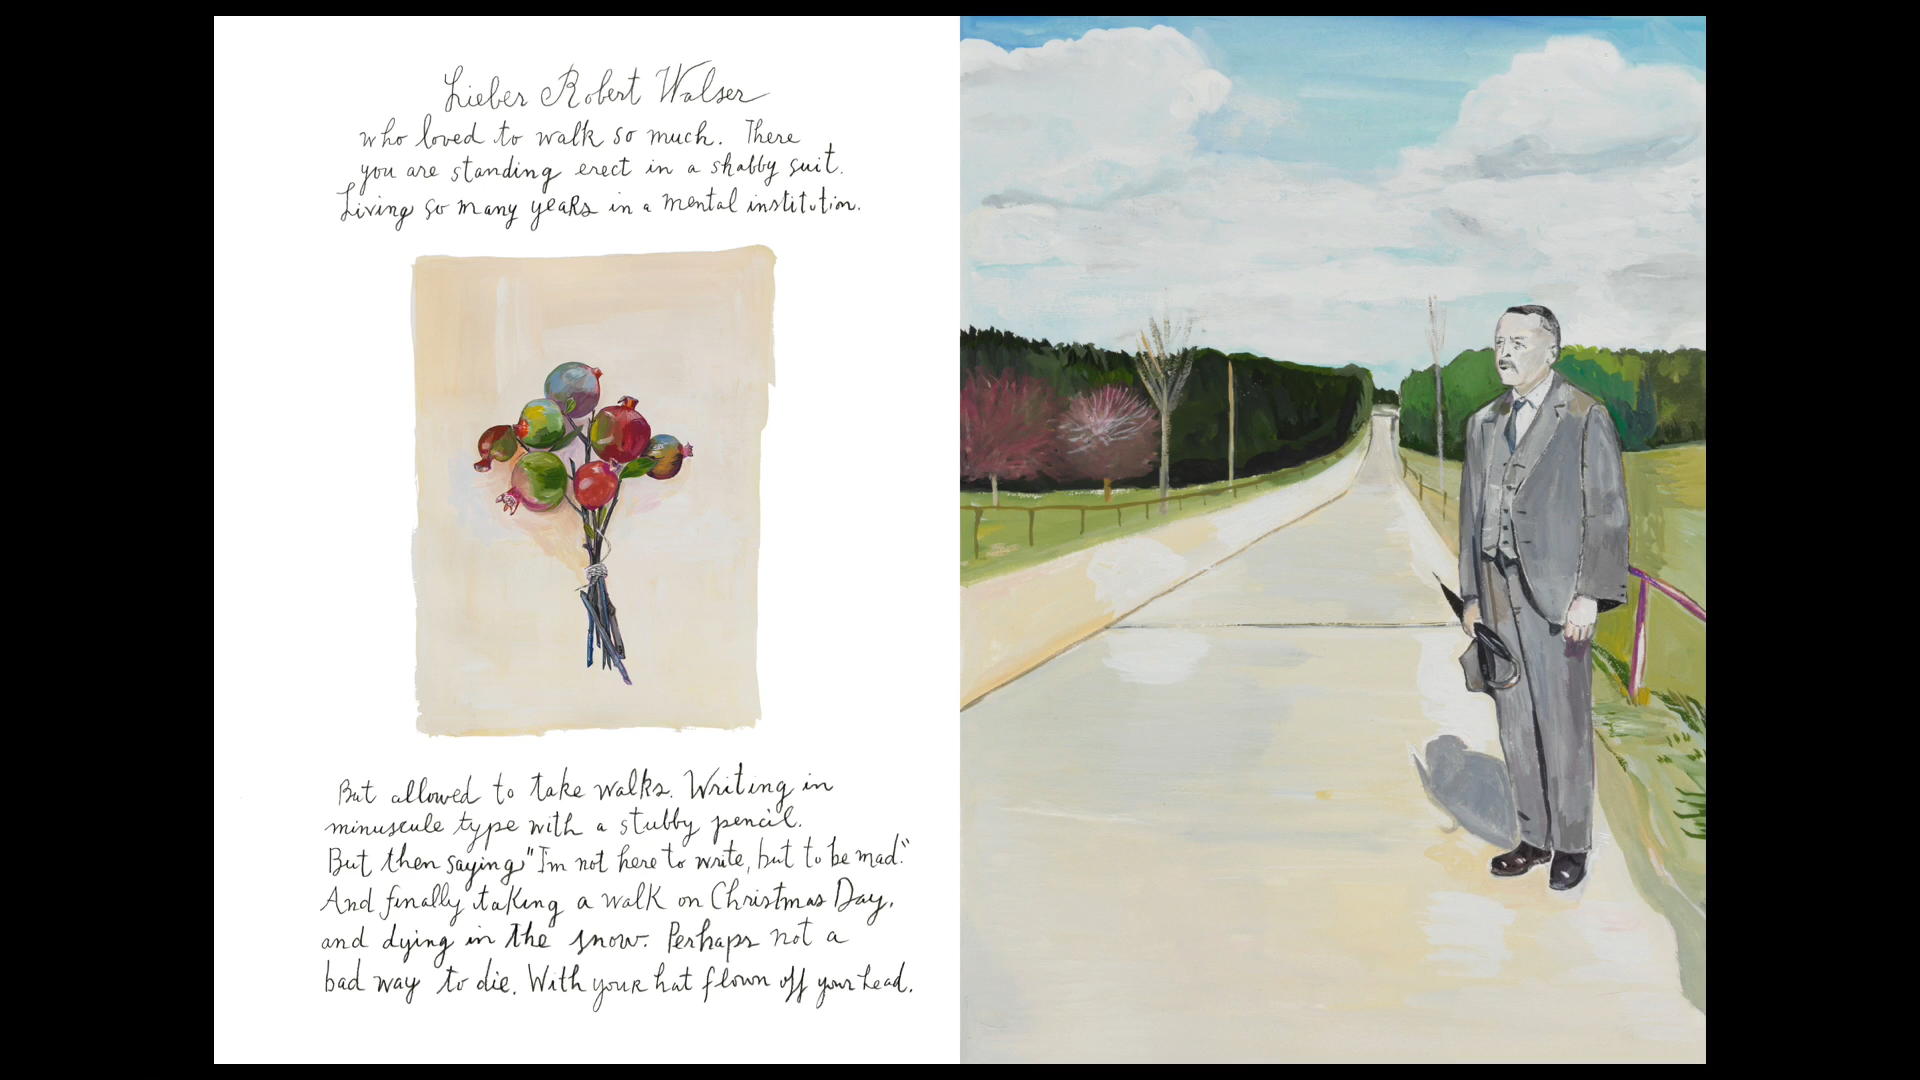 Lieber Robert Walser
who loved to walk so much. There
you are standing erect in a shabby suit.
Living so many years in a mental institution.
But allowed to take walks. Writing in
minuscule type with a stubby pencil.
But then saying "I'm not here to write, but to be mad."
And finally taking a walk on Christmas Day,
and dying in the snow. Perhaps not a
bad way to die. With your hat flown off your head.